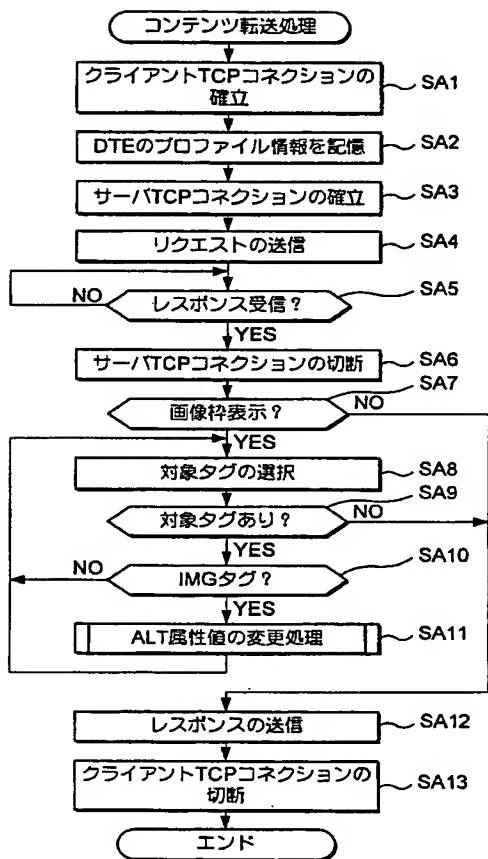 コンテンツ転送処理
クライアントTCPコネクションの
確立
SA1
DTEのプロファイル情報を記憶
SA2
サーバTCPコネクションの確立
SA3
リクエストの送信
SA4
レスポンス受信？
SA5
NO
YES
サーバTCPコネクションの切断
SA6
画像枠表示？
SA7
NO
YES
対象タグの選択
SA8
対象タグあり？
SA9
NO
YES
IMGタグ？
SA10
NO
YES
ALT属性値の変更処理
SA11
レスポンスの送信
SA12
クライアントTCPコネクションの
切断
SA13
エンド